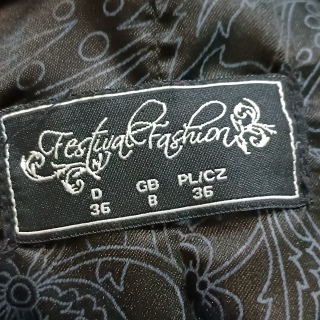 Festival Fashion
D GB PL/CZ
36 8 36